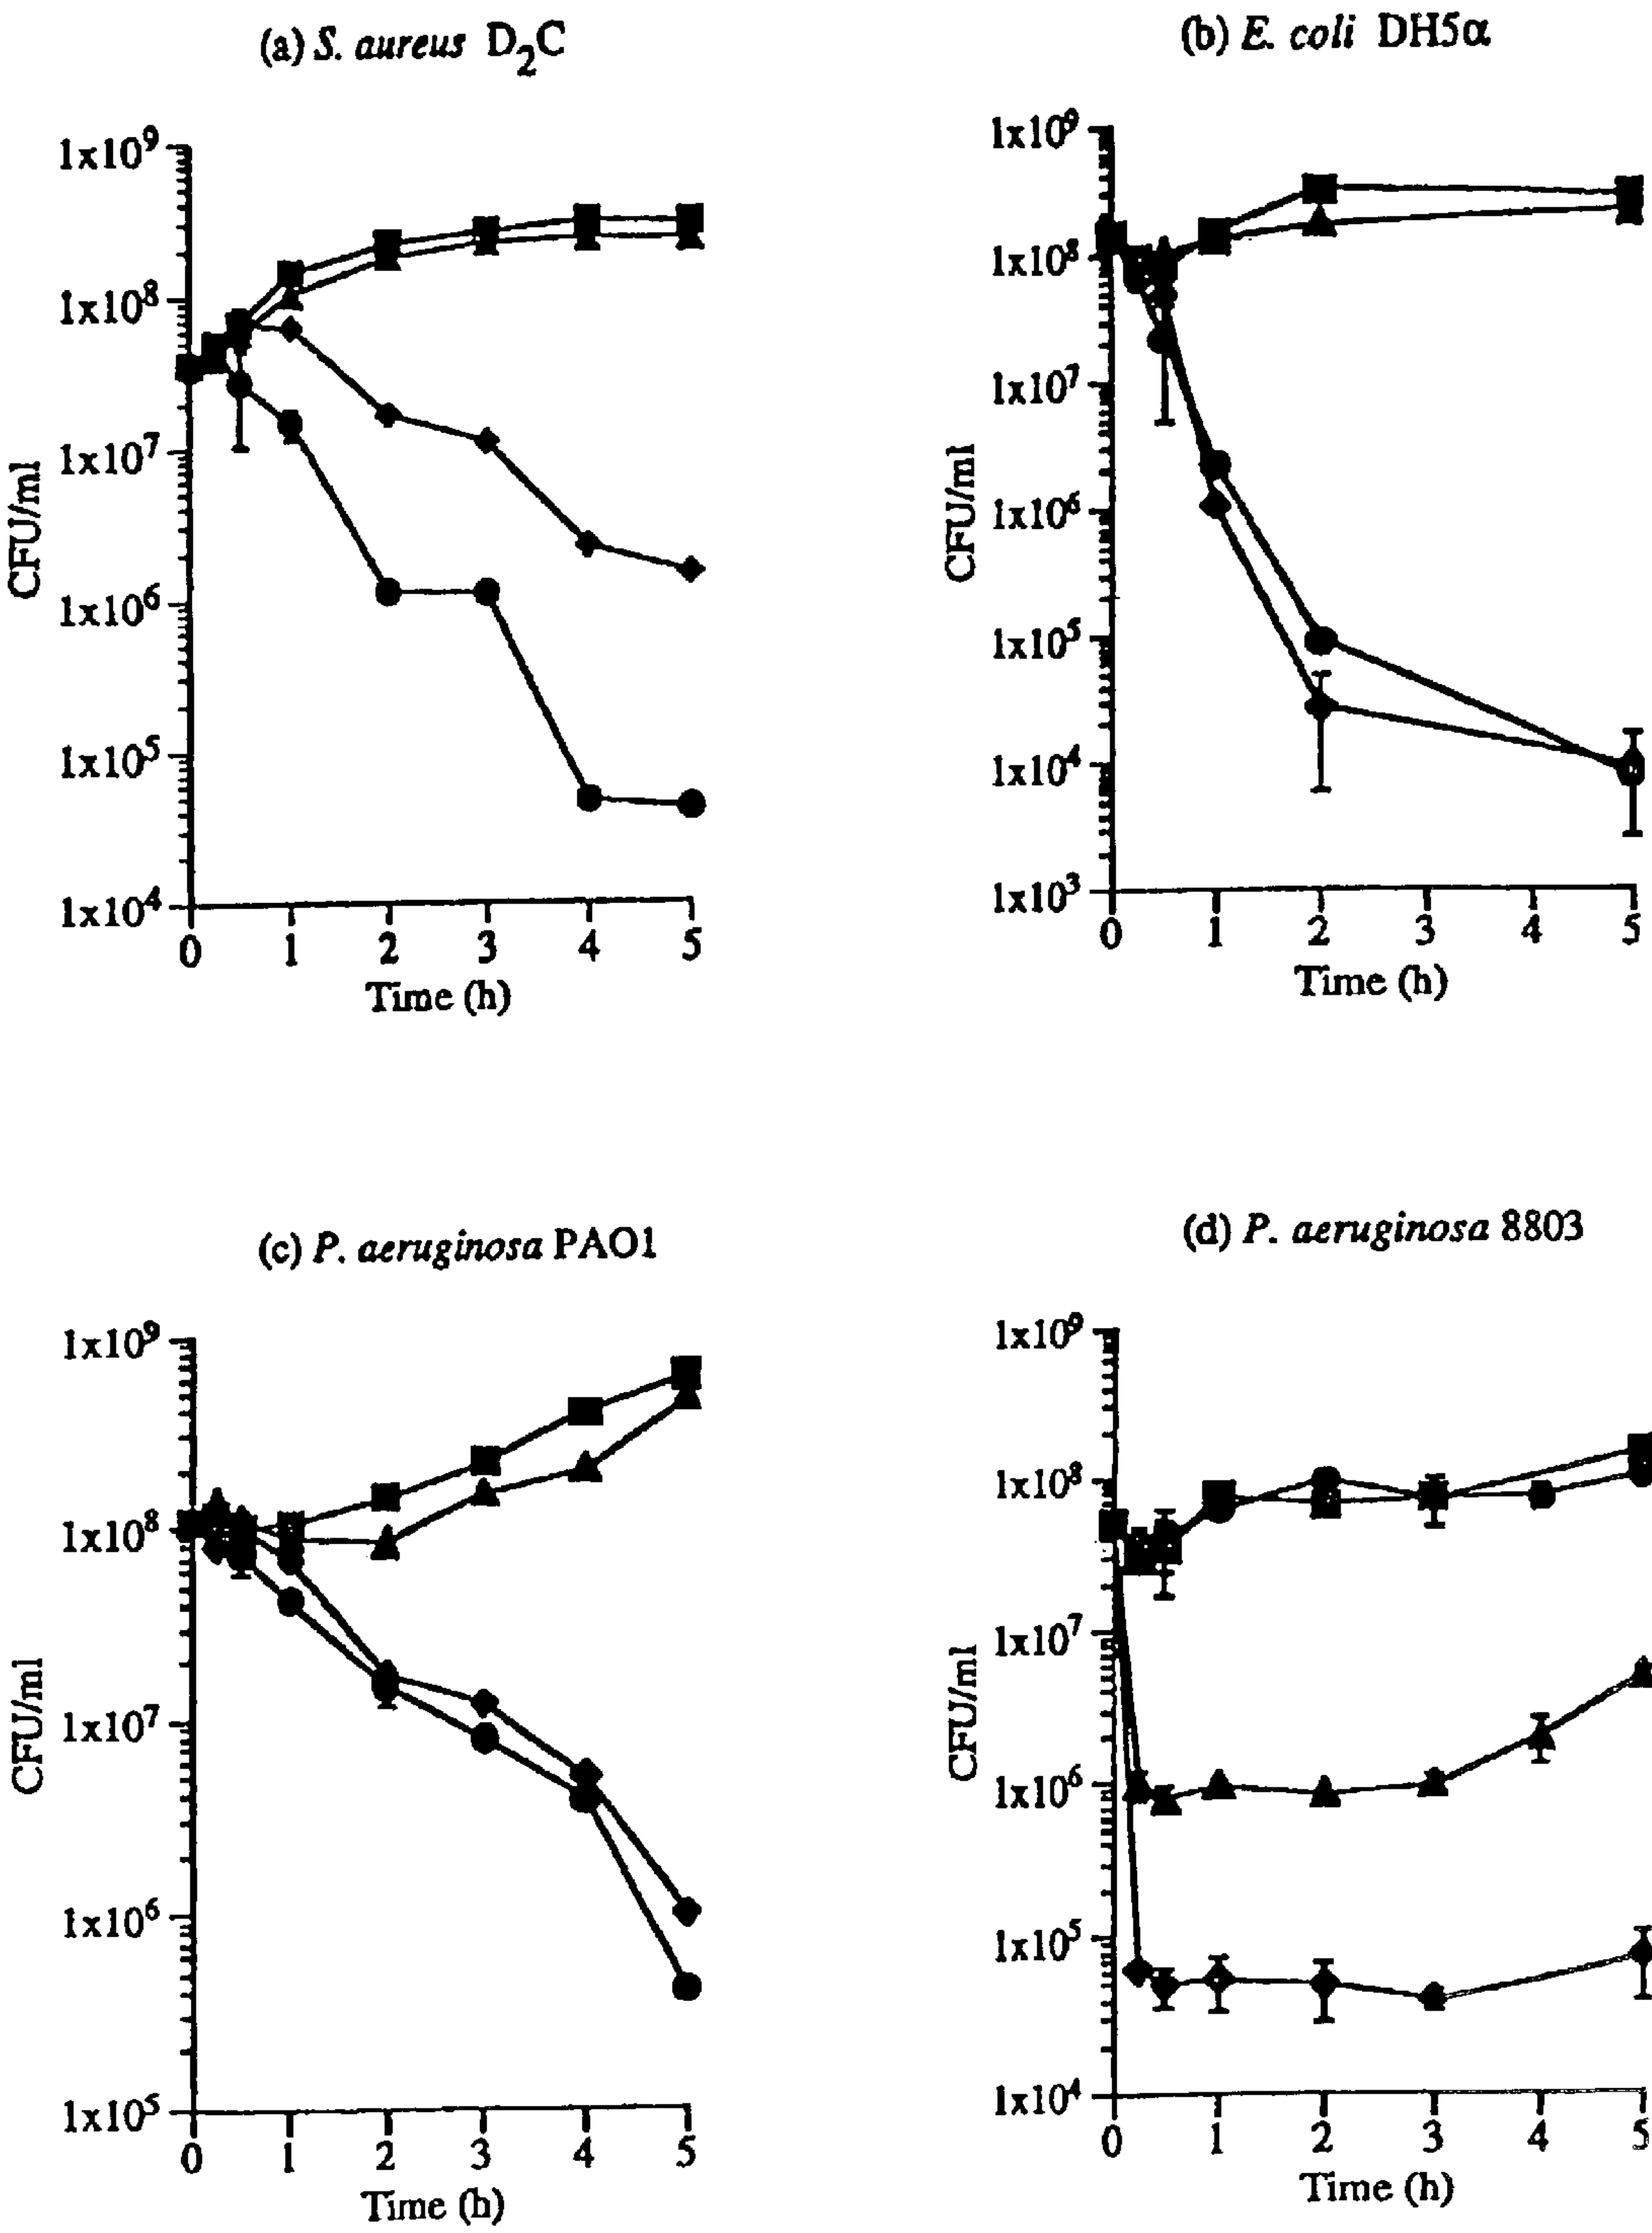 (a) S. aureus D₂C
1x10⁹
1x10⁸
1x10⁷
1x10⁶
1x10⁵
1x10⁴
CFU/ml
0 1 2 3 4 5
Time (h)
(b) E. coli DH5α
1x10⁹
1x10⁸
1x10⁷
1x10⁶
1x10⁵
1x10⁴
1x10³
CFU/ml
0 1 2 3 4 5
Time (h)
(c) P. aeruginosa PAO1
1x10⁹
1x10⁸
1x10⁷
1x10⁶
1x10⁵
CFU/ml
0 1 2 3 4 5
Time (h)
(d) P. aeruginosa 8803
1x10⁹
1x10⁸
1x10⁷
1x10⁶
1x10⁵
1x10⁴
CFU/ml
0 1 2 3 4 5
Time (h)